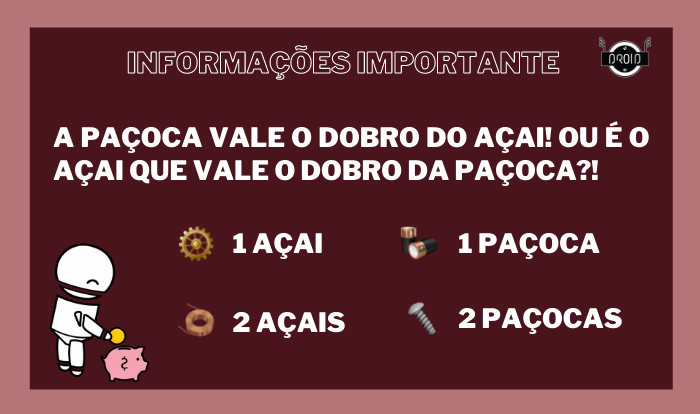 INFORMAÇÕES IMPORTANTE
DROID
A PAÇOCA VALE O DOBRO DO AÇAI! OU É O
AÇAI QUE VALE O DOBRO DA PAÇOCA?!
1 AÇAI
1 PAÇOCA
2 AÇAIS
2 PAÇOCAS
$